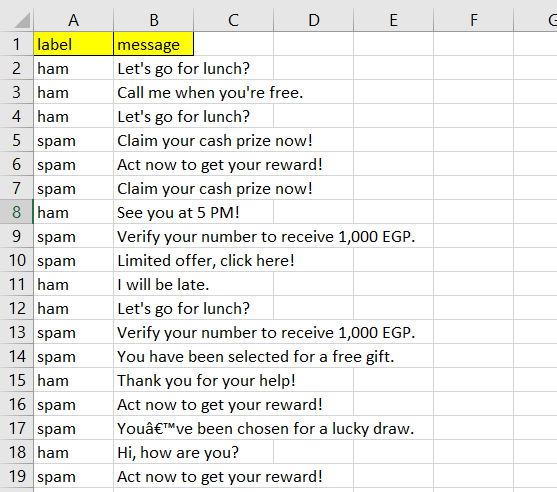 A B C D E F G
1 label message
2 ham Let's go for lunch?
3 ham Call me when you're free.
4 ham Let's go for lunch?
5 spam Claim your cash prize now!
6 spam Act now to get your reward!
7 spam Claim your cash prize now!
8 ham See you at 5 PM!
9 spam Verify your number to receive 1,000 EGP.
10 spam Limited offer, click here!
11 ham I will be late.
12 ham Let's go for lunch?
13 spam Verify your number to receive 1,000 EGP.
14 spam You have been selected for a free gift.
15 ham Thank you for your help!
16 spam Act now to get your reward!
17 spam Youâ€™ve been chosen for a lucky draw.
18 ham Hi, how are you?
19 spam Act now to get your reward!